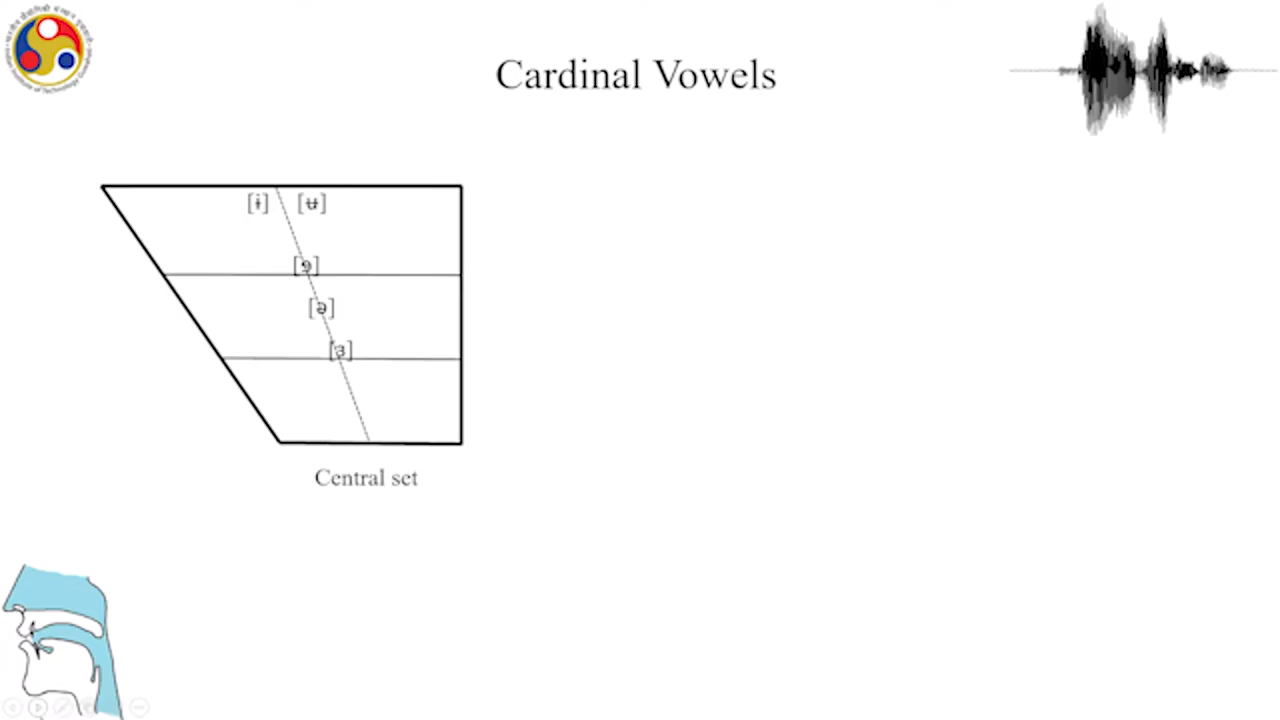 Cardinal Vowels
[ɨ] [ʉ]
[ɘ]
[ə]
[ɜ]
Central set